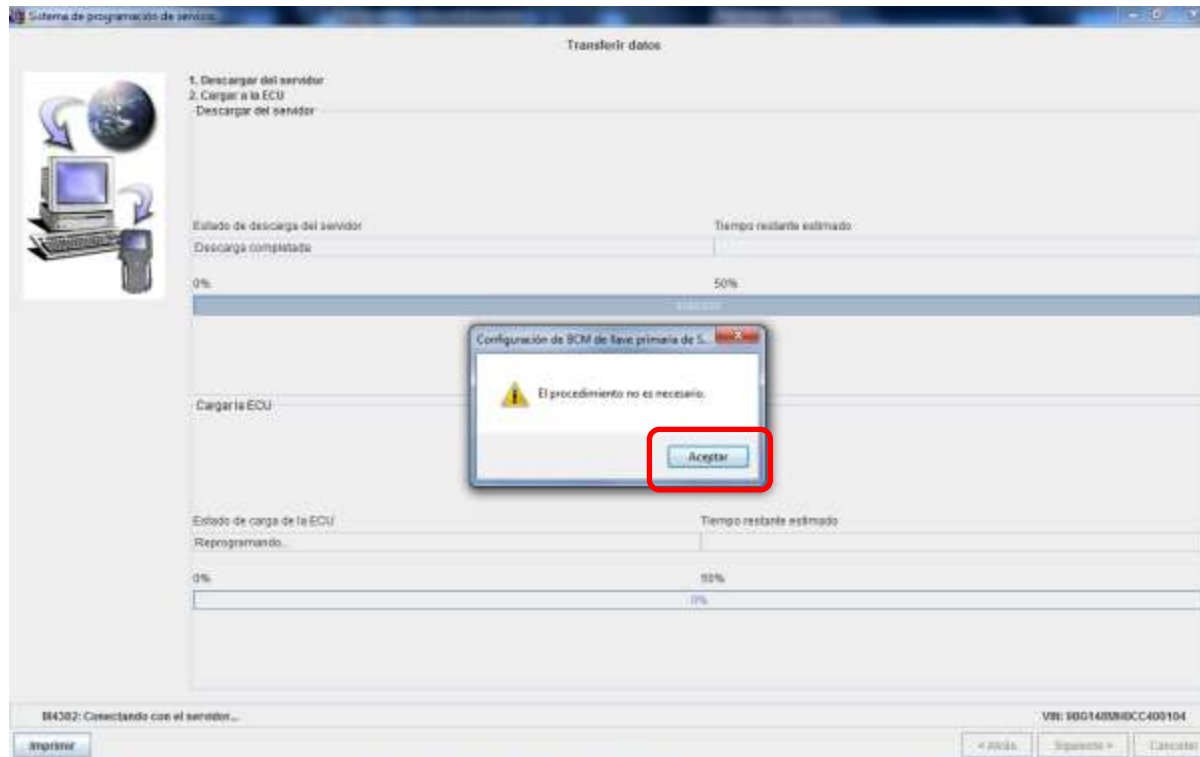 Sistema de programación de servicio
Transferir datos
1. Descargar del servidor
2. Cargar a la ECU
Descargar del servidor
Estado de descarga del servidor
Tiempo restante estimado
Descarga completada
0%
50%
Configuración de BCM de llave primaria de S...
El procedimiento no es necesario.
Aceptar
Cargar la ECU
Estado de carga de la ECU
Tiempo restante estimado
Reprogramando...
0%
50%
0%
Conectando con el servidor...
Imprimir
< Atrás
Siguiente >
Cancelar